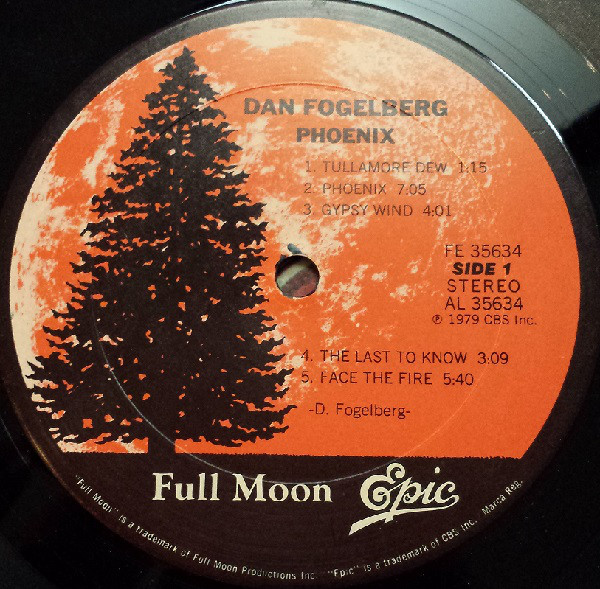 DAN FOGELBERG
PHOENIX
1. TULLAMORE DEW 1:15
2. PHOENIX 7:05
3. GYPSY WIND 4:01
FE 35634
SIDE 1
STEREO
AL 35634
℗ 1979 CBS Inc.
4. THE LAST TO KNOW 3:09
5. FACE THE FIRE 5:40
-D. Fogelberg-
Full Moon Epic
"Full Moon" is a trademark of Full Moon Productions Inc. "Epic" is a trademark of CBS Inc. Marca Reg.